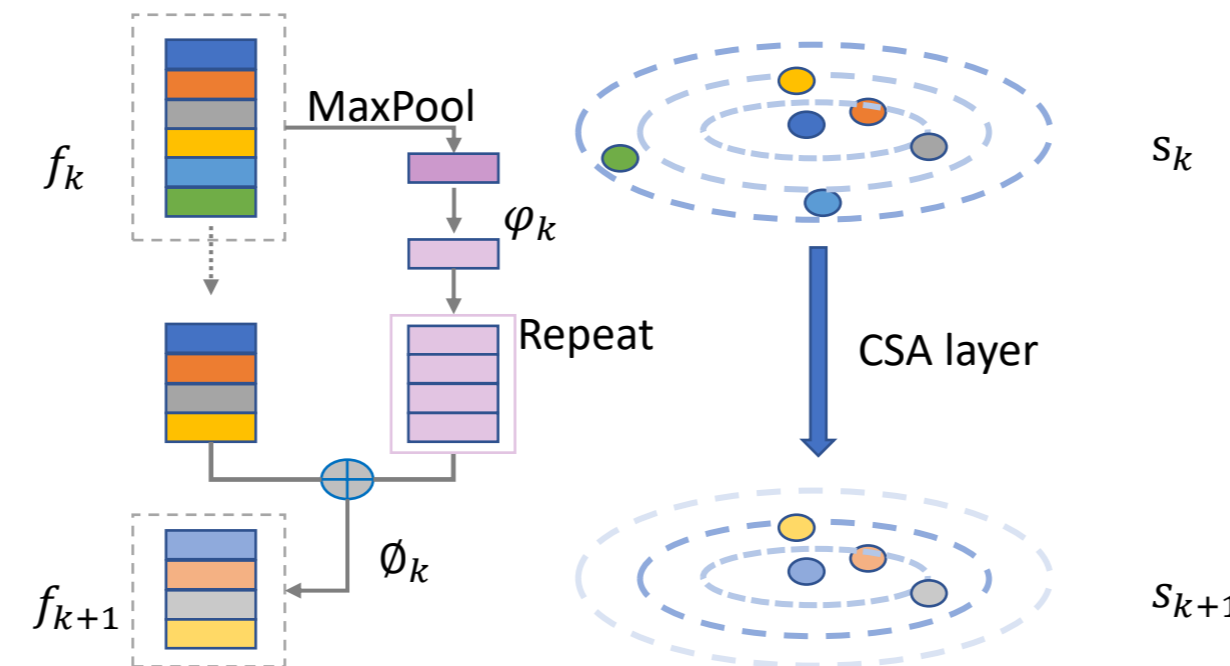 MaxPool
f_k
s_k
φ_k
Repeat
CSA layer
∅_k
f_{k+1}
s_{k+1}